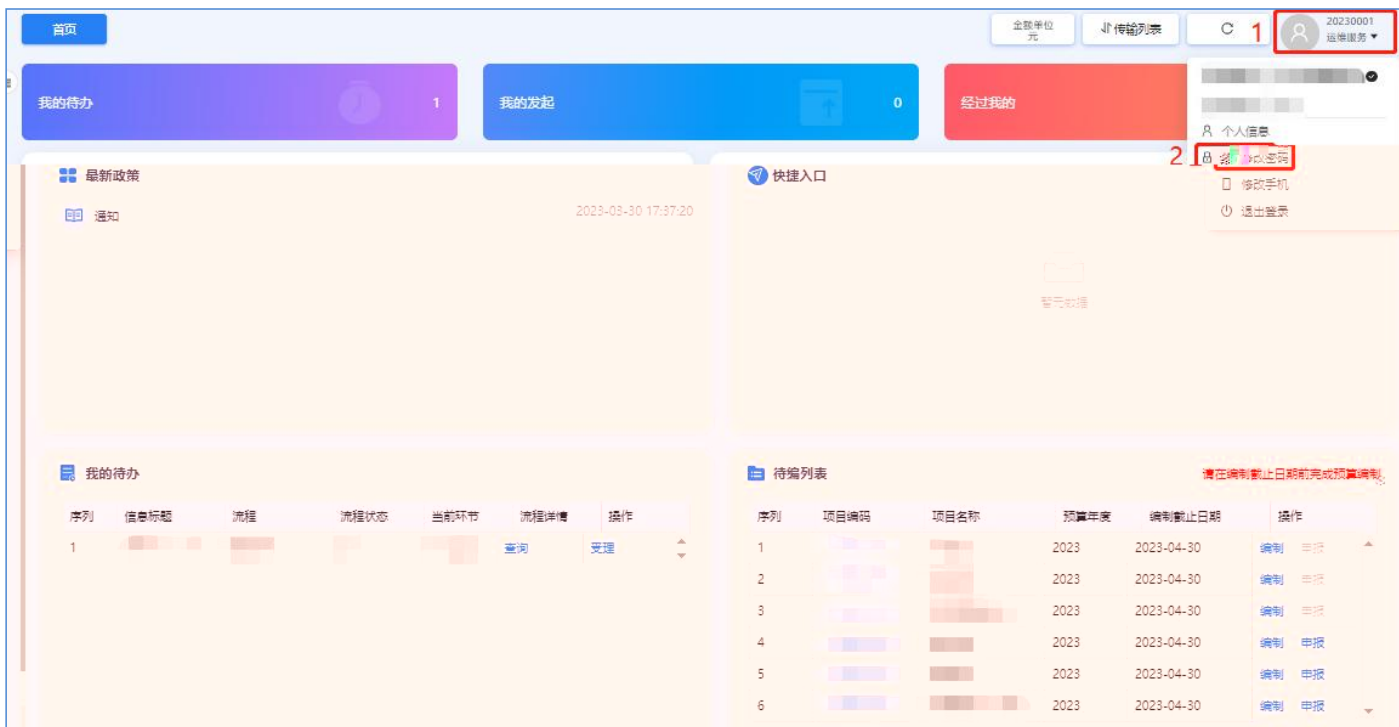 首页
金额单位
元
传输列表
1
20230001
运维服务
我的待办
1
我的发起
0
经过我的
个人信息
2
改密码
修改手机
退出登录
最新政策
通知
2023-03-30 17:37:20
快捷入口
暂无数据
我的待办
序列 信息标题 流程 流程状态 当前环节 流程详情 操作
1 查询 受理
待编列表
请在编制截止日期前完成预算编制
序列 项目编码 项目名称 预算年度 编制截止日期 操作
1 2023 2023-04-30 编制 申报
2 2023 2023-04-30 编制 申报
3 2023 2023-04-30 编制 申报
4 2023 2023-04-30 编制 申报
5 2023 2023-04-30 编制 申报
6 2023 2023-04-30 编制 申报